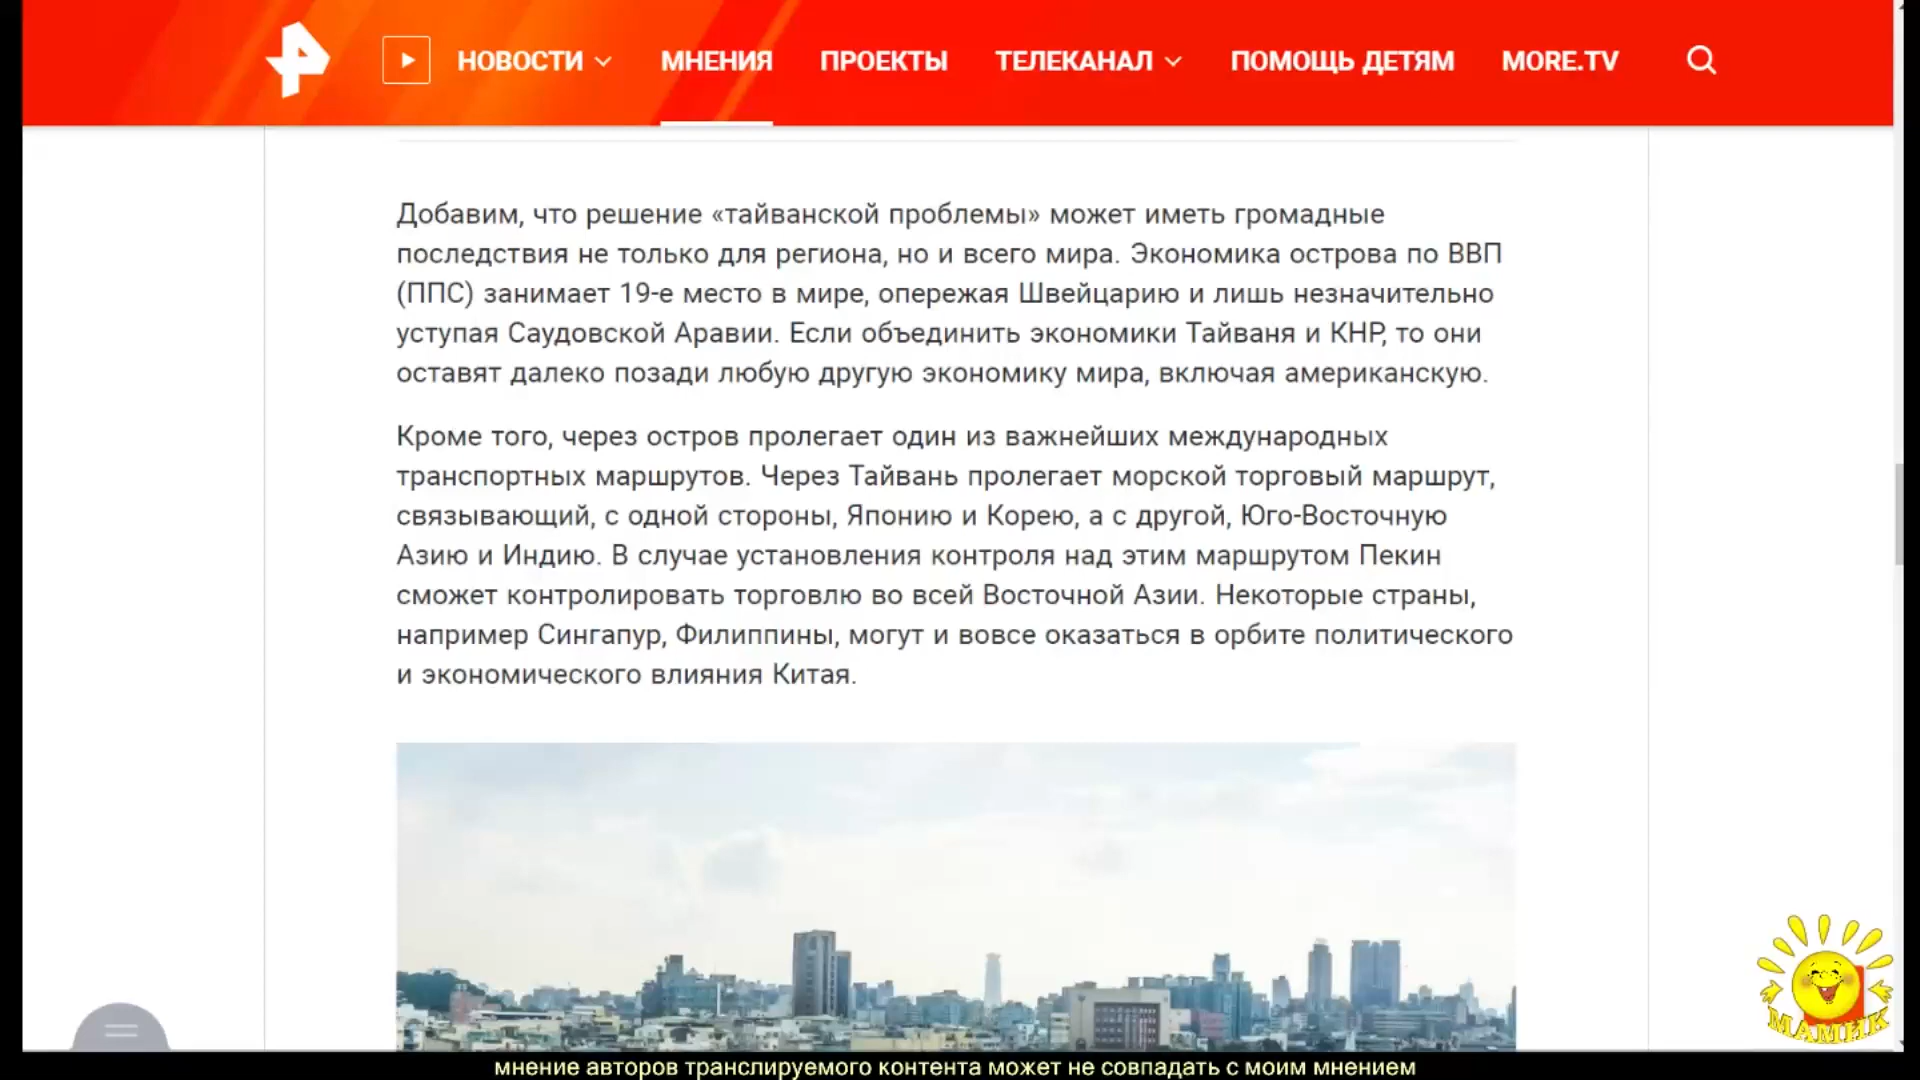 НОВОСТИ МНЕНИЯ ПРОЕКТЫ ТЕЛЕКАНАЛ ПОМОЩЬ ДЕТЯМ MORE.TV
Добавим, что решение «тайванской проблемы» может иметь громадные
последствия не только для региона, но и всего мира. Экономика острова по ВВП
(ППС) занимает 19-е место в мире, опережая Швейцарию и лишь незначительно
уступая Саудовской Аравии. Если объединить экономики Тайваня и КНР, то они
оставят далеко позади любую другую экономику мира, включая американскую.
Кроме того, через остров пролегает один из важнейших международных
транспортных маршрутов. Через Тайвань пролегает морской торговый маршрут,
связывающий, с одной стороны, Японию и Корею, а с другой, Юго-Восточную
Азию и Индию. В случае установления контроля над этим маршрутом Пекин
сможет контролировать торговлю во всей Восточной Азии. Некоторые страны,
например Сингапур, Филиппины, могут и вовсе оказаться в орбите политического
и экономического влияния Китая.
МАМИК
мнение авторов транслируемого контента может не совпадать с моим мнением